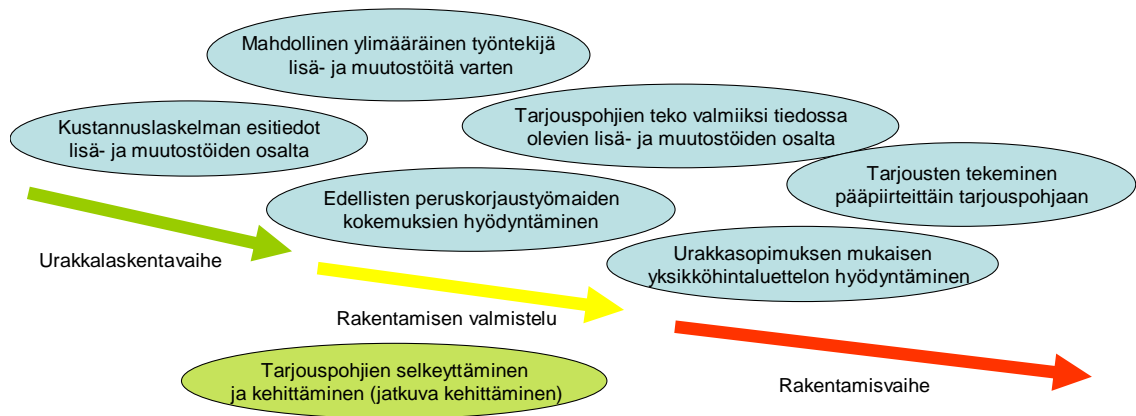 Mahdollinen ylimääräinen työntekijä
lisä- ja muutostöitä varten
Tarjouspohjien teko valmiiksi tiedossa
olevien lisä- ja muutostöiden osalta
Kustannuslaskelman esitiedot
lisä- ja muutostöiden osalta
Tarjousten tekeminen
pääpiirteittäin tarjouspohjaan
Edellisten peruskorjaustyömaiden
kokemuksien hyödyntäminen
Urakkalaskentavaihe
Urakkasopimuksen mukaisen
yksikköhintaluettelon hyödyntäminen
Rakentamisen valmistelu
Tarjouspohjien selkeyttäminen
ja kehittäminen (jatkuva kehittäminen)
Rakentamisvaihe